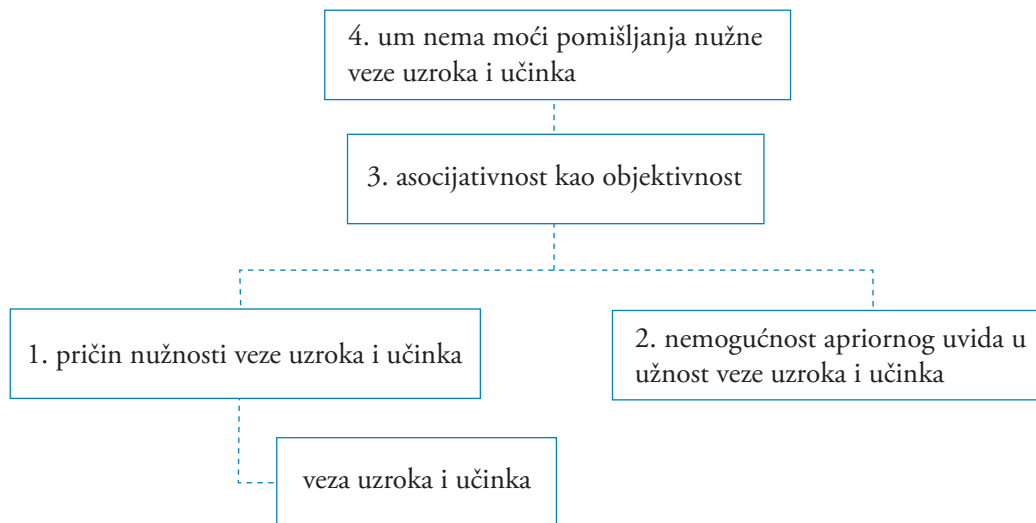 4. um nema moći pomišljanja nužne
veze uzroka i učinka
3. asocijativnost kao objektivnost
1. pričin nužnosti veze uzroka i učinka
2. nemogućnost apriornog uvida u
užnost veze uzroka i učinka
veza uzroka i učinka